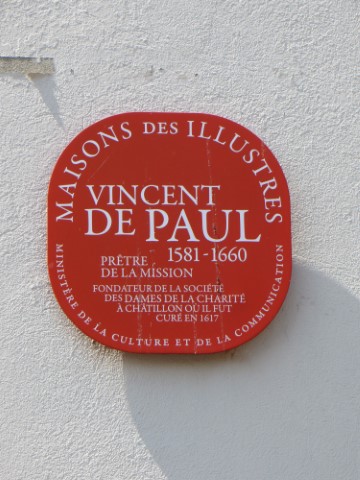 MAISONS DES ILLUSTRES
VINCENT
DE PAUL
1581-1660
PRÊTRE
DE LA MISSION
FONDATEUR DE LA SOCIÉTÉ
DES DAMES DE LA CHARITÉ
À CHÂTILLON OÙ IL FUT
CURÉ EN 1617
MINISTÈRE DE LA CULTURE ET DE LA COMMUNICATION